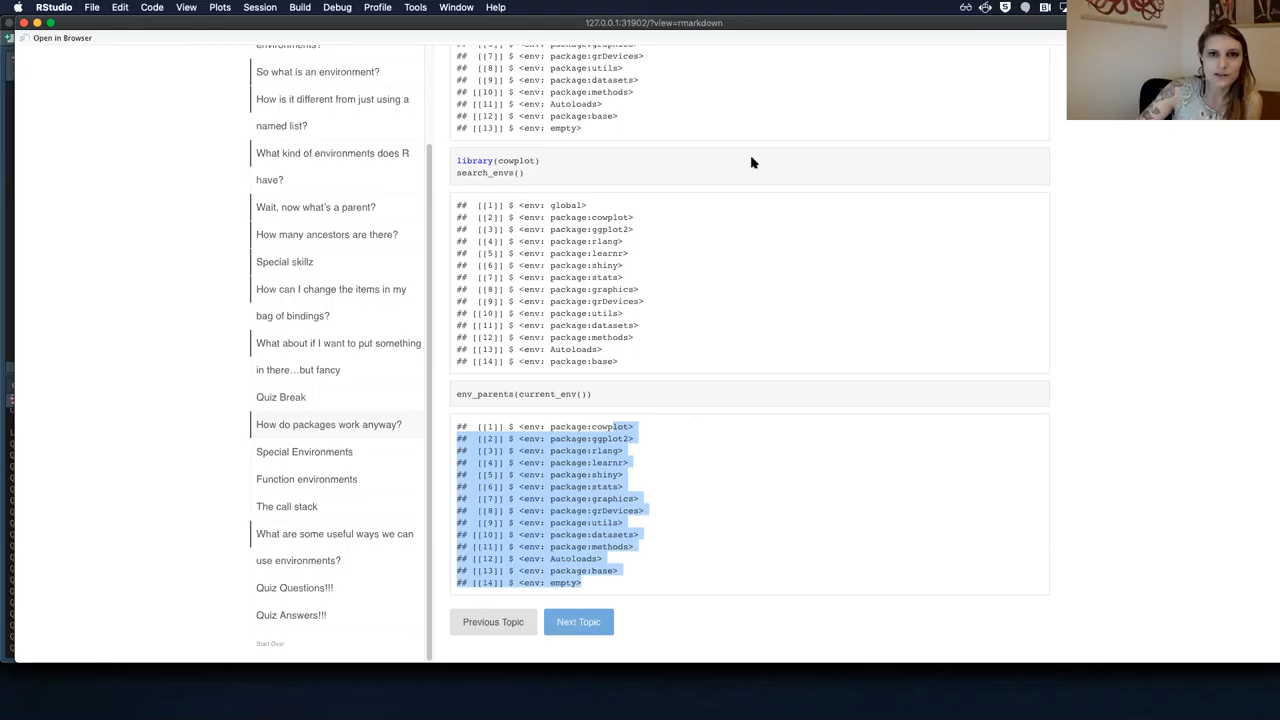 RStudio File Edit Code View Plots Session Build Debug Profile Tools Window Help
127.0.0.1:31902/?view=rmarkdown
Open in Browser
environments?
So what is an environment?
How is it different from just using a
named list?
What kind of environments does R
have?
Wait, now what's a parent?
How many ancestors are there?
Special skillz
How can I change the items in my
bag of bindings?
What about if I want to put something
in there…but fancy
Quiz Break
How do packages work anyway?
Special Environments
Function environments
The call stack
What are some useful ways we can
use environments?
Quiz Questions!!!
Quiz Answers!!!
Start Over
## [[6]] $ <env: package:graphics>
## [[7]] $ <env: package:grDevices>
## [[8]] $ <env: package:utils>
## [[9]] $ <env: package:datasets>
## [[10]] $ <env: package:methods>
## [[11]] $ <env: Autoloads>
## [[12]] $ <env: package:base>
## [[13]] $ <env: empty>
library(cowplot)
search_envs()
## [[1]] $ <env: global>
## [[2]] $ <env: package:cowplot>
## [[3]] $ <env: package:ggplot2>
## [[4]] $ <env: package:rlang>
## [[5]] $ <env: package:learnr>
## [[6]] $ <env: package:shiny>
## [[7]] $ <env: package:stats>
## [[8]] $ <env: package:graphics>
## [[9]] $ <env: package:grDevices>
## [[10]] $ <env: package:utils>
## [[11]] $ <env: package:datasets>
## [[12]] $ <env: package:methods>
## [[13]] $ <env: Autoloads>
## [[14]] $ <env: package:base>
env_parents(current_env())
## [[1]] $ <env: package:cowplot>
## [[2]] $ <env: package:ggplot2>
## [[3]] $ <env: package:rlang>
## [[4]] $ <env: package:learnr>
## [[5]] $ <env: package:shiny>
## [[6]] $ <env: package:stats>
## [[7]] $ <env: package:graphics>
## [[8]] $ <env: package:grDevices>
## [[9]] $ <env: package:utils>
## [[10]] $ <env: package:datasets>
## [[11]] $ <env: package:methods>
## [[12]] $ <env: Autoloads>
## [[13]] $ <env: package:base>
## [[14]] $ <env: empty>
Previous Topic Next Topic